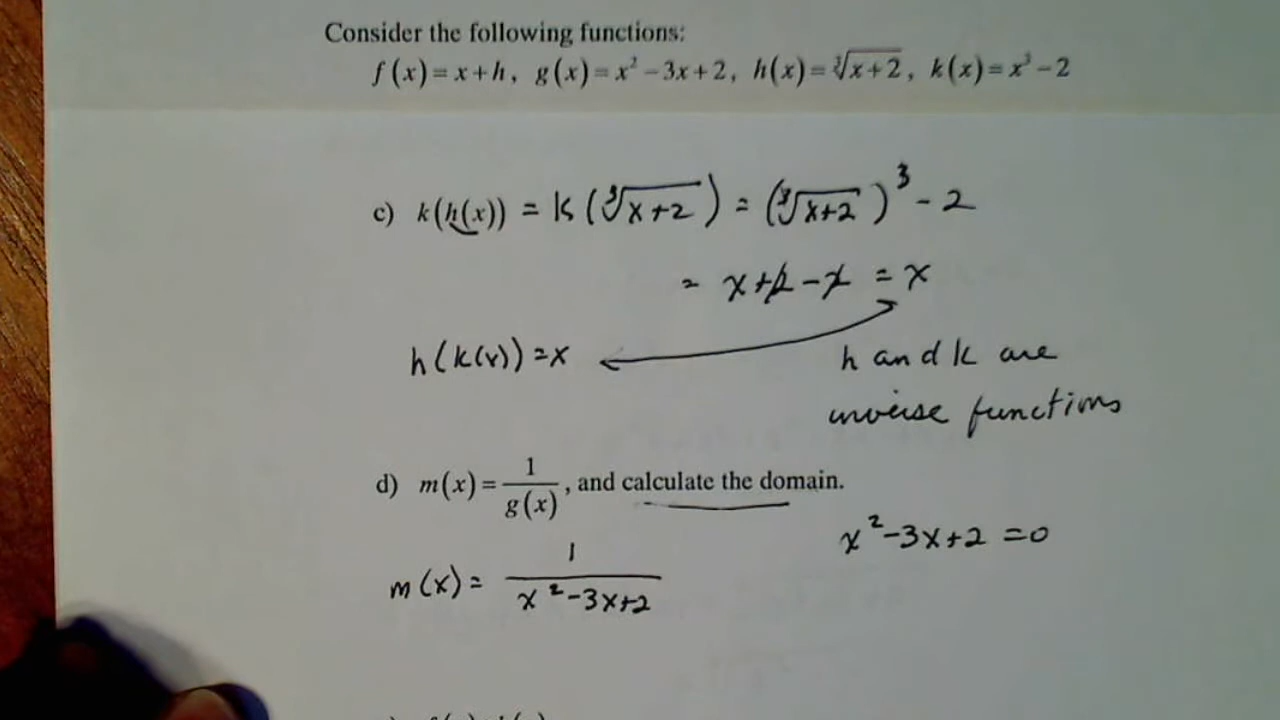 Consider the following functions:
f(x) = x + h, g(x) = x² − 3x + 2, h(x) = ∛(x+2), k(x) = x³ − 2
c) k(h(x)) = k(∛(x+2)) = (∛(x+2))³ - 2
= x + 2 - 2 = x
h(k(x)) = x
h and k are
inverse functions
d) m(x) = 1/g(x), and calculate the domain.
x² - 3x + 2 = 0
m(x) = 1/(x² - 3x + 2)